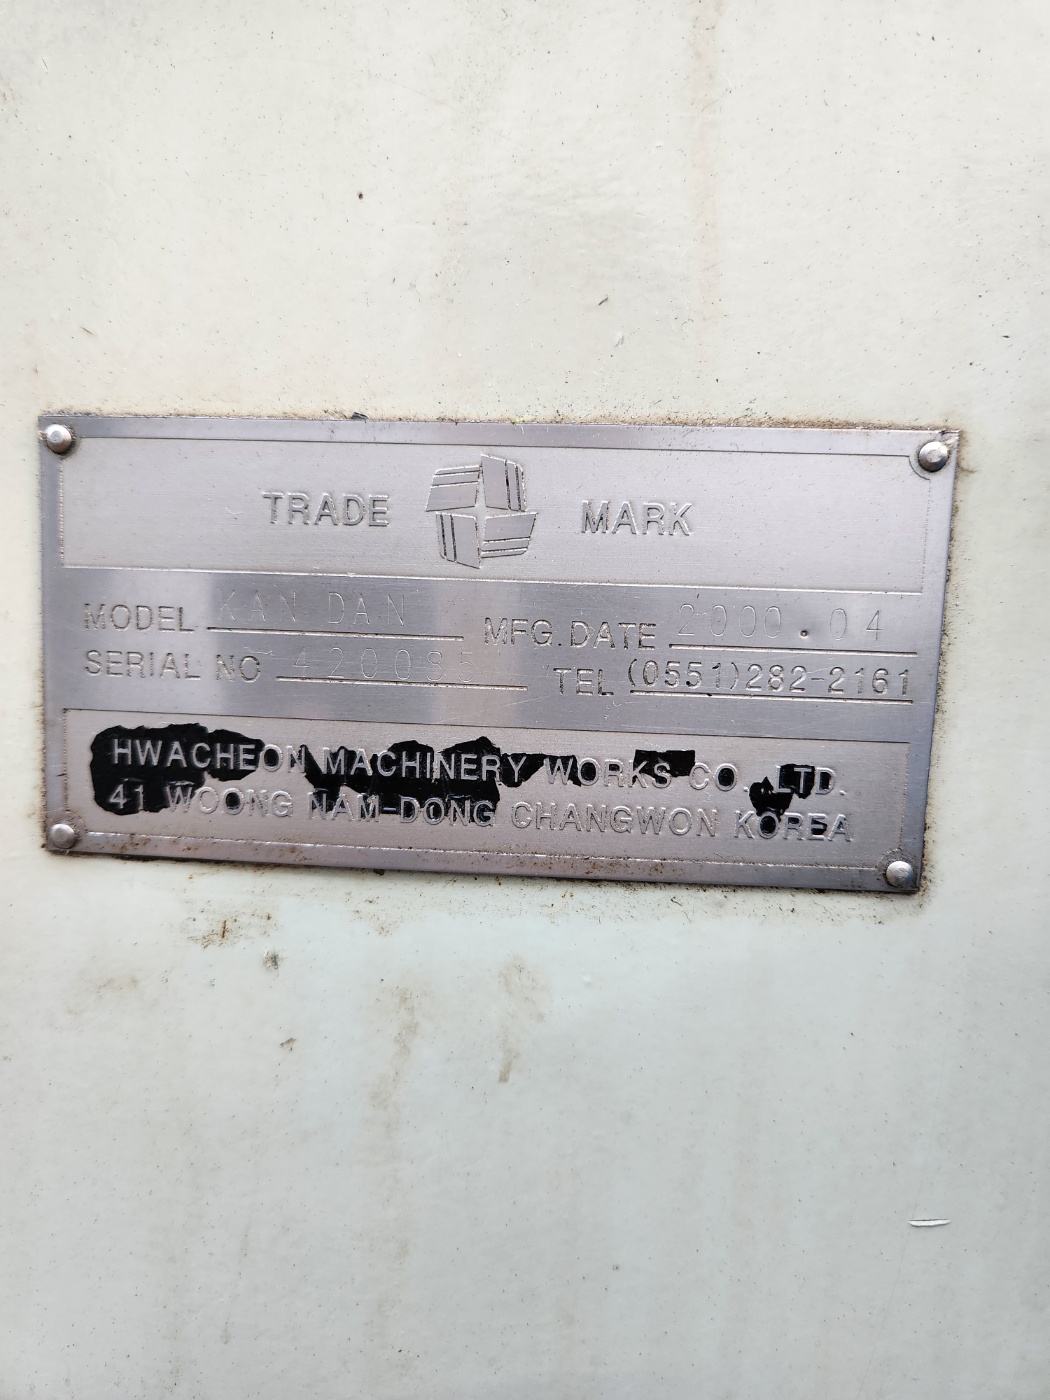 TRADE MARK
MODEL KAN DAN MFG. DATE 2000.04
SERIAL NO 420085 TEL (0551)282-2161
HWACHEON MACHINERY WORKS CO., LTD.
41 WOONG NAM-DONG CHANGWON KOREA